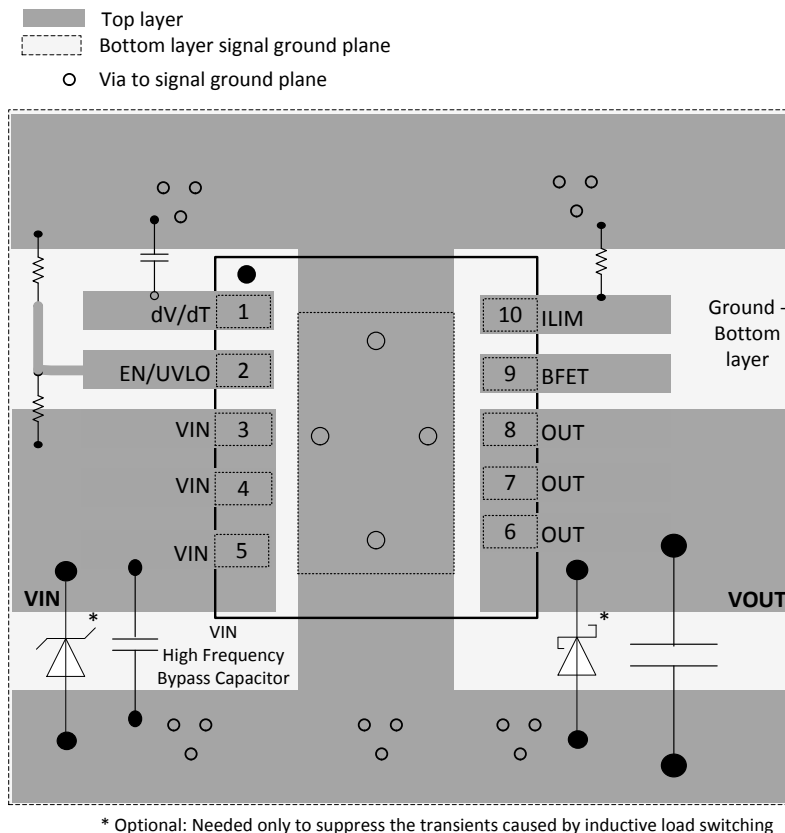 Top layer
Bottom layer signal ground plane
Via to signal ground plane
dV/dT 1
10 ILIM
Ground -
Bottom
layer
EN/UVLO 2
9 BFET
VIN 3
8 OUT
VIN 4
7 OUT
VIN 5
6 OUT
VIN
VOUT
*
*
VIN
High Frequency
Bypass Capacitor
* Optional: Needed only to suppress the transients caused by inductive load switching